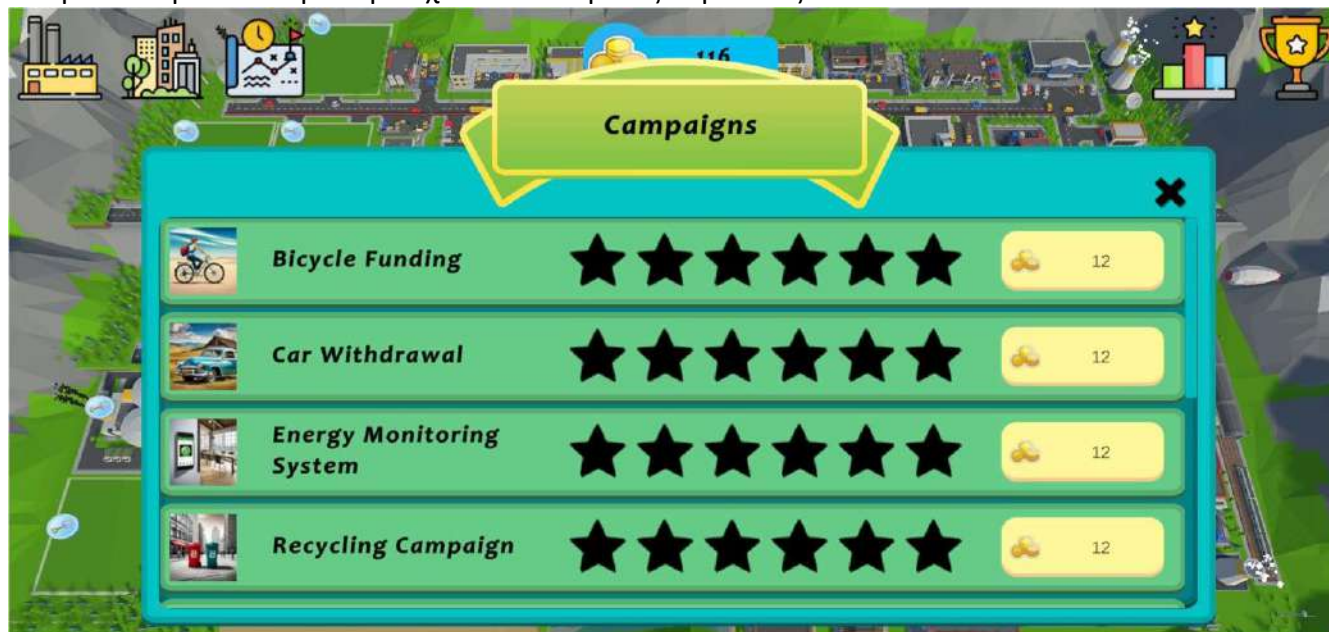 116
Campaigns
Bicycle Funding
12
Car Withdrawal
12
Energy Monitoring
System
12
Recycling Campaign
12